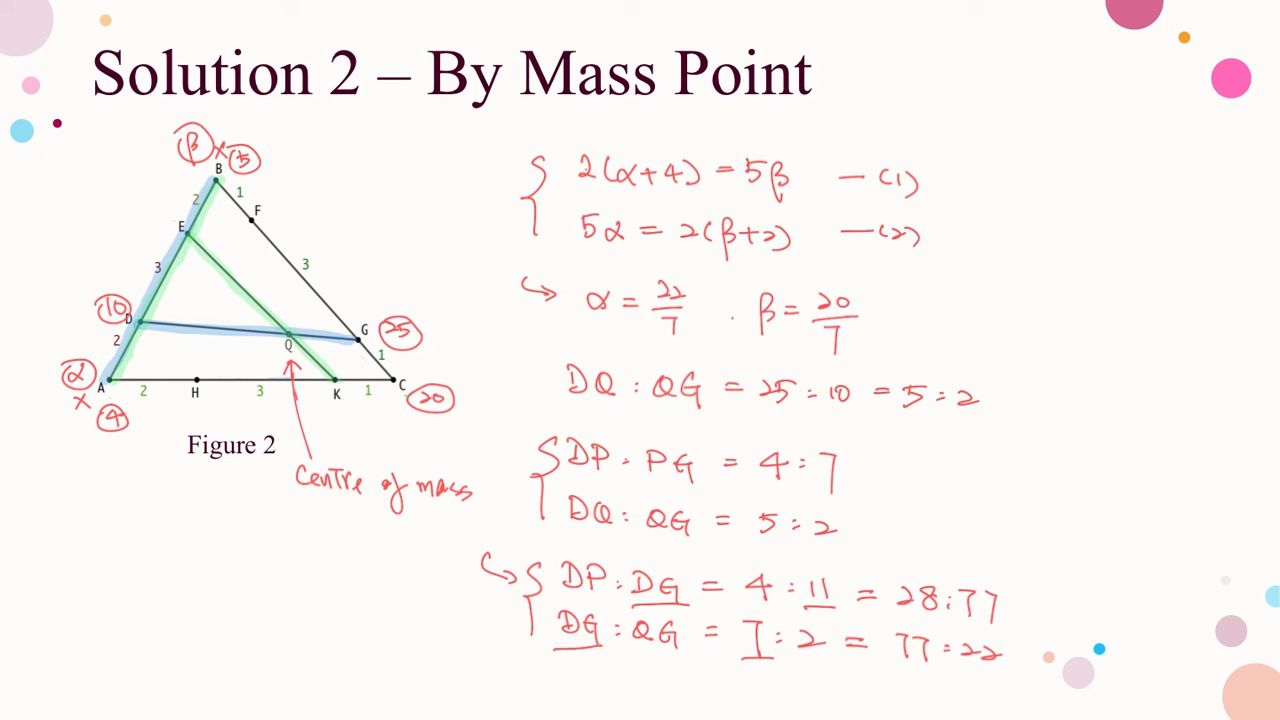 Solution 2 – By Mass Point
β × 5
B
2 1
E F
3 3
10
D G 25
2 Q 1
α A H K C
× 2 3 1 20
4
Figure 2
centre of mass
2(α+4) = 5β — (1)
5α = 2(β+2) — (2)
↪ α = 22/7 . β = 20/7
DQ : QG = 25 : 10 = 5 : 2
DP : PG = 4 : 7
DQ : QG = 5 : 2
↪ DP : DG = 4 : 11 = 28 : 77
DG : QG = 7 : 2 = 77 : 22